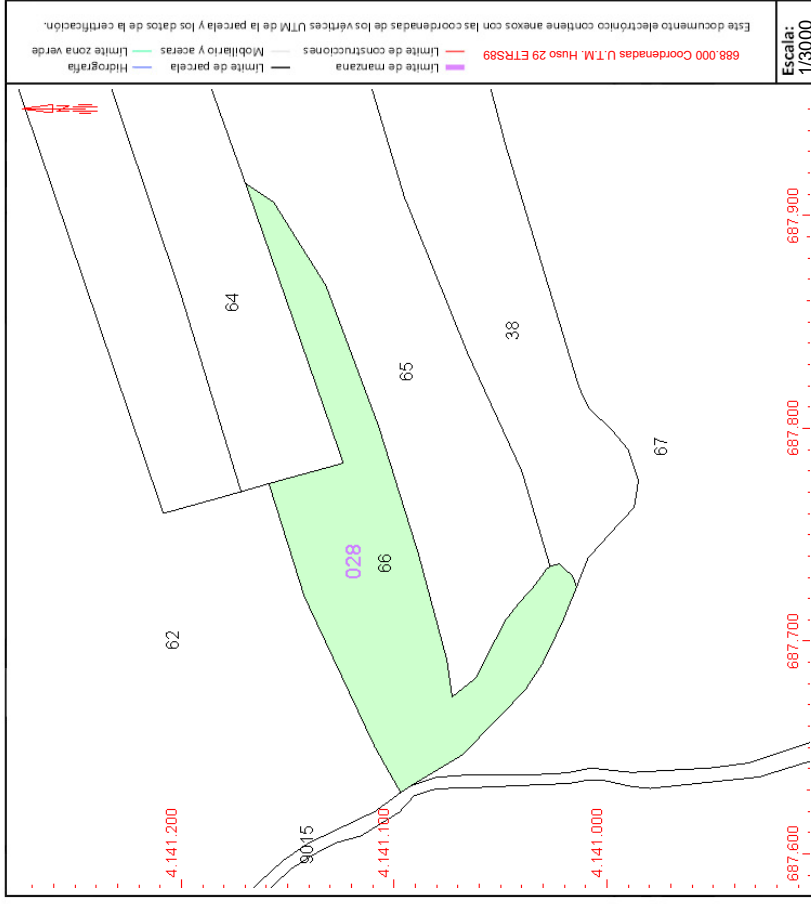 Este documento electrónico contiene anexos con las coordenadas de los vértices UTM de la parcela y los datos de la certificación.
Hidrografía
Límite zona verde
Límite de parcela
Mobiliario y aceras
Límite de manzana
Límite de construcciones
688.000 Coordenadas U.T.M. Huso 29 ETRS89
Escala:
1/3000
64
65
38
67
028
66
62
9015
4.141.200
4.141.100
4.141.000
687.900
687.800
687.700
687.600
N